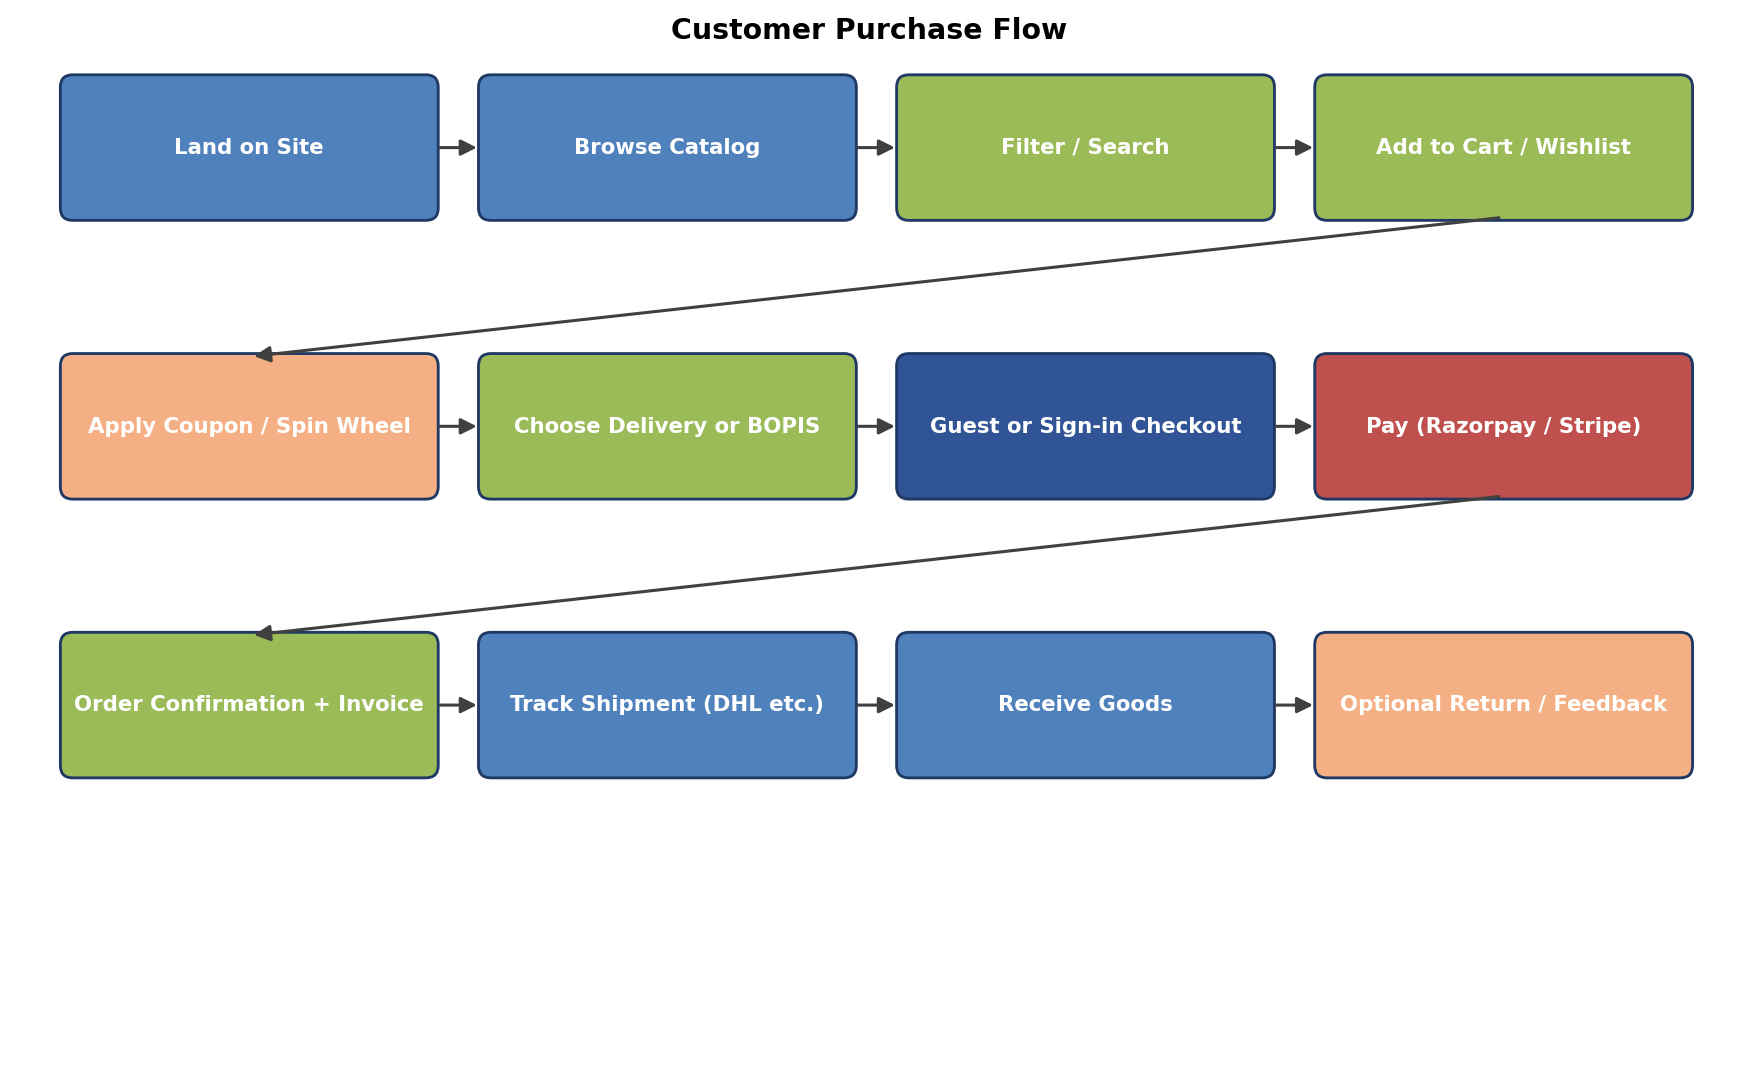 Customer Purchase Flow
Land on Site
Browse Catalog
Filter / Search
Add to Cart / Wishlist
Apply Coupon / Spin Wheel
Choose Delivery or BOPIS
Guest or Sign-in Checkout
Pay (Razorpay / Stripe)
Order Confirmation + Invoice
Track Shipment (DHL etc.)
Receive Goods
Optional Return / Feedback